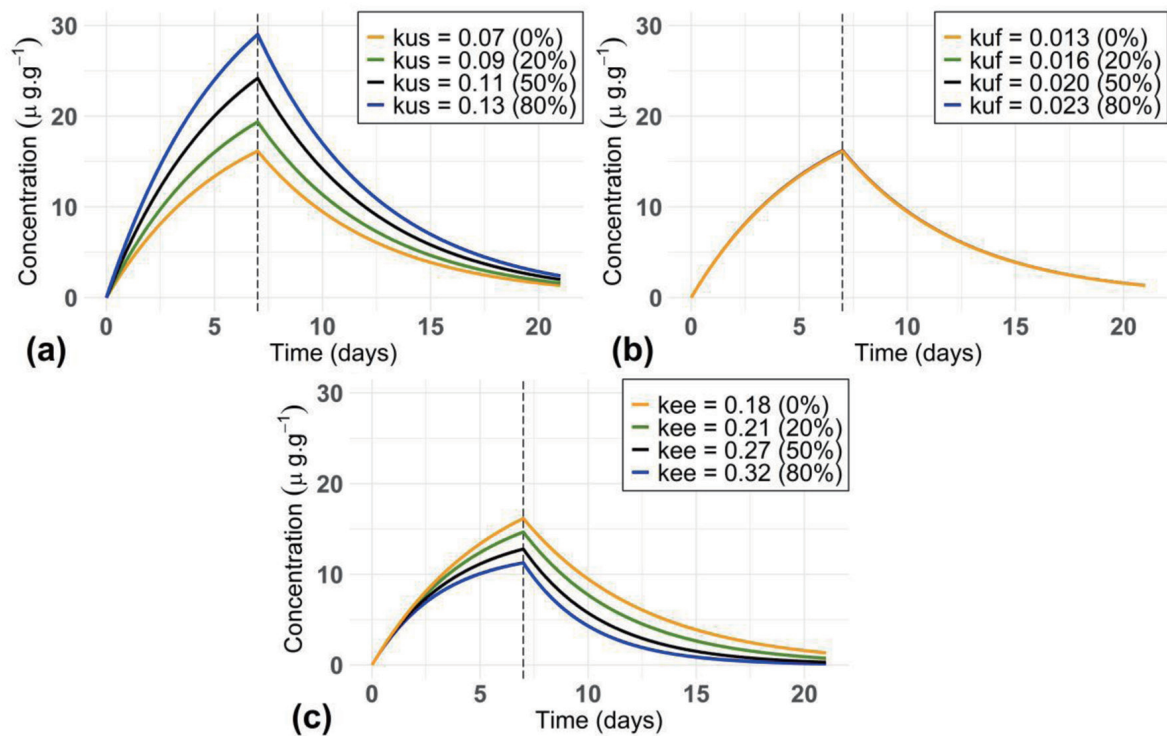 30
20
10
0
Concentration (μ g.g⁻¹)
kus = 0.07 (0%)
kus = 0.09 (20%)
kus = 0.11 (50%)
kus = 0.13 (80%)
0 5 10 15 20
Time (days)
(a)
30
20
10
0
Concentration (μ g.g⁻¹)
kuf = 0.013 (0%)
kuf = 0.016 (20%)
kuf = 0.020 (50%)
kuf = 0.023 (80%)
0 5 10 15 20
Time (days)
(b)
30
20
10
0
Concentration (μ g.g⁻¹)
kee = 0.18 (0%)
kee = 0.21 (20%)
kee = 0.27 (50%)
kee = 0.32 (80%)
0 5 10 15 20
Time (days)
(c)